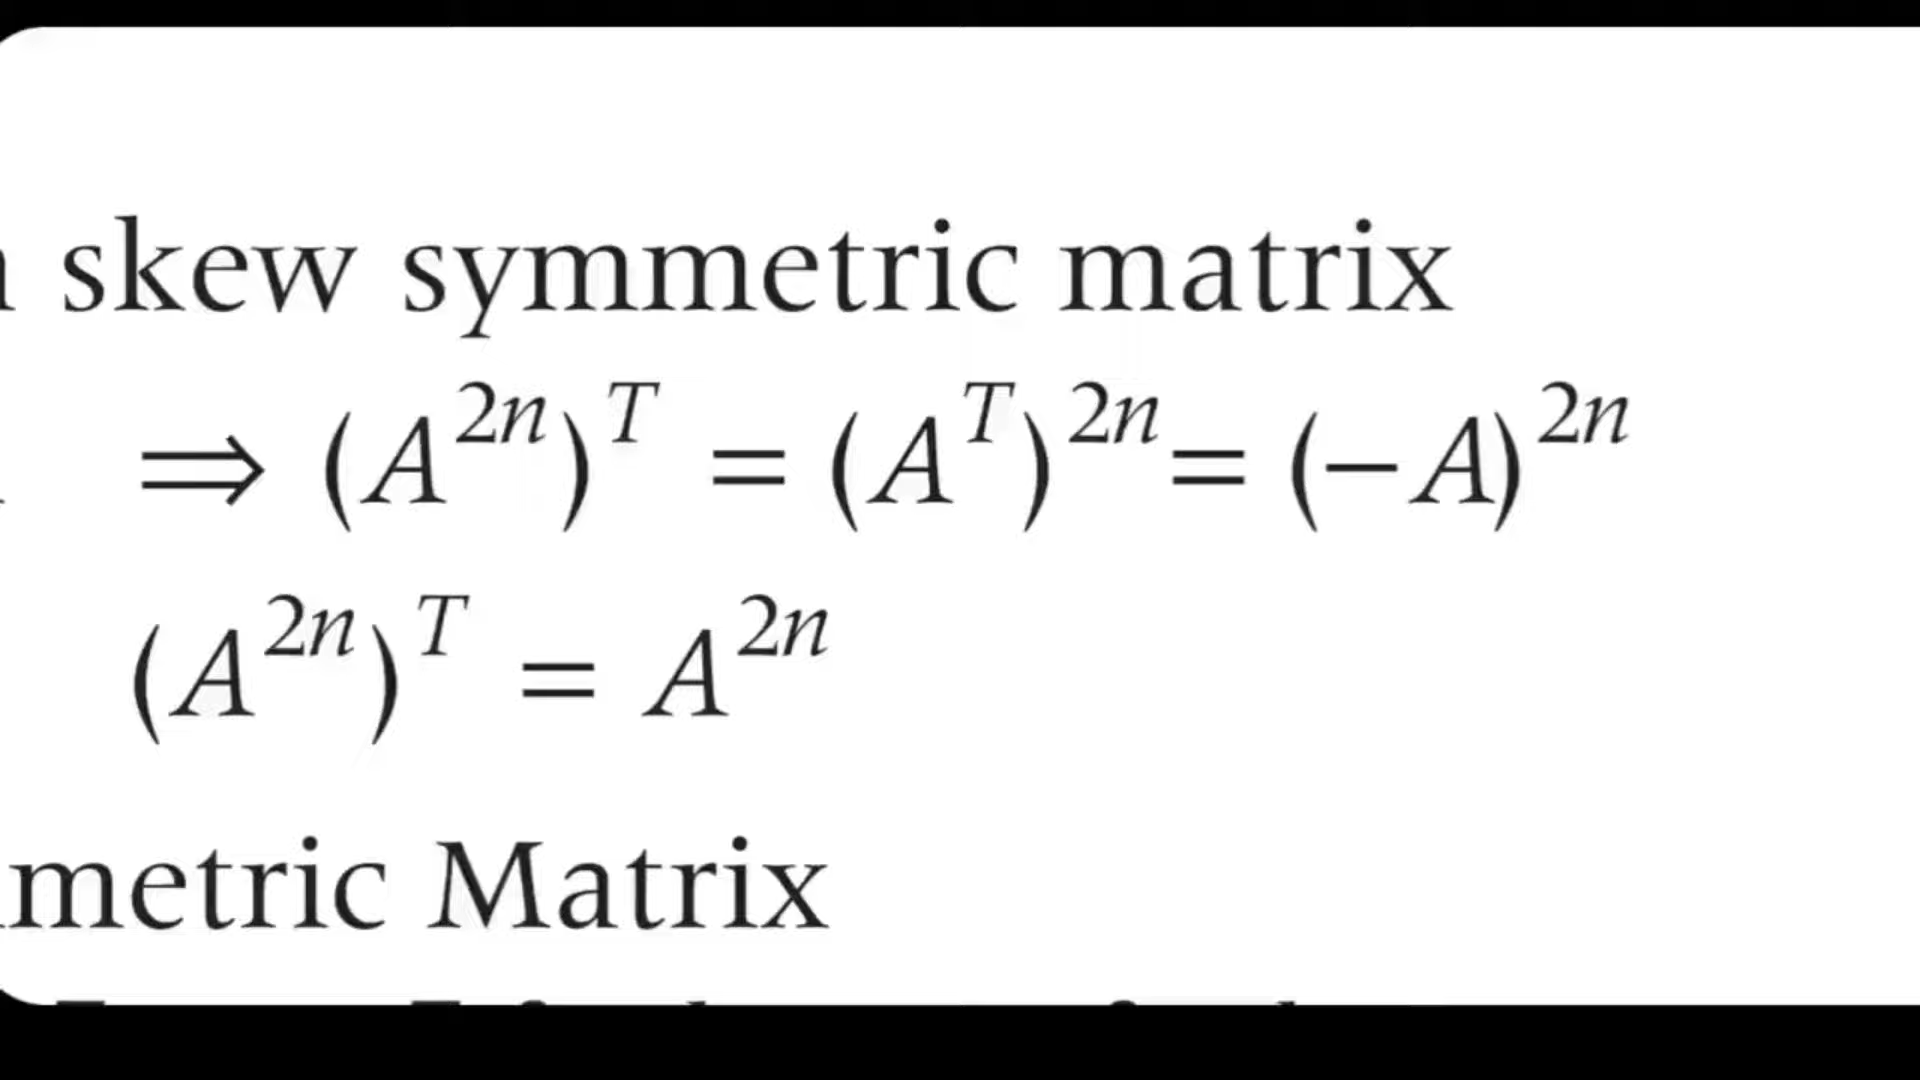 skew symmetric matrix
⇒ (A^{2n})^T = (A^T)^{2n} = (−A)^{2n}
(A^{2n})^T = A^{2n}
metric Matrix